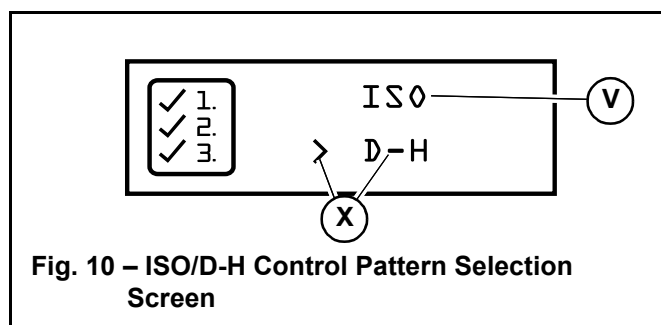 ✓ 1. ISO V
✓ 2.
✓ 3. > D-H
X
Fig. 10 – ISO/D-H Control Pattern Selection
Screen